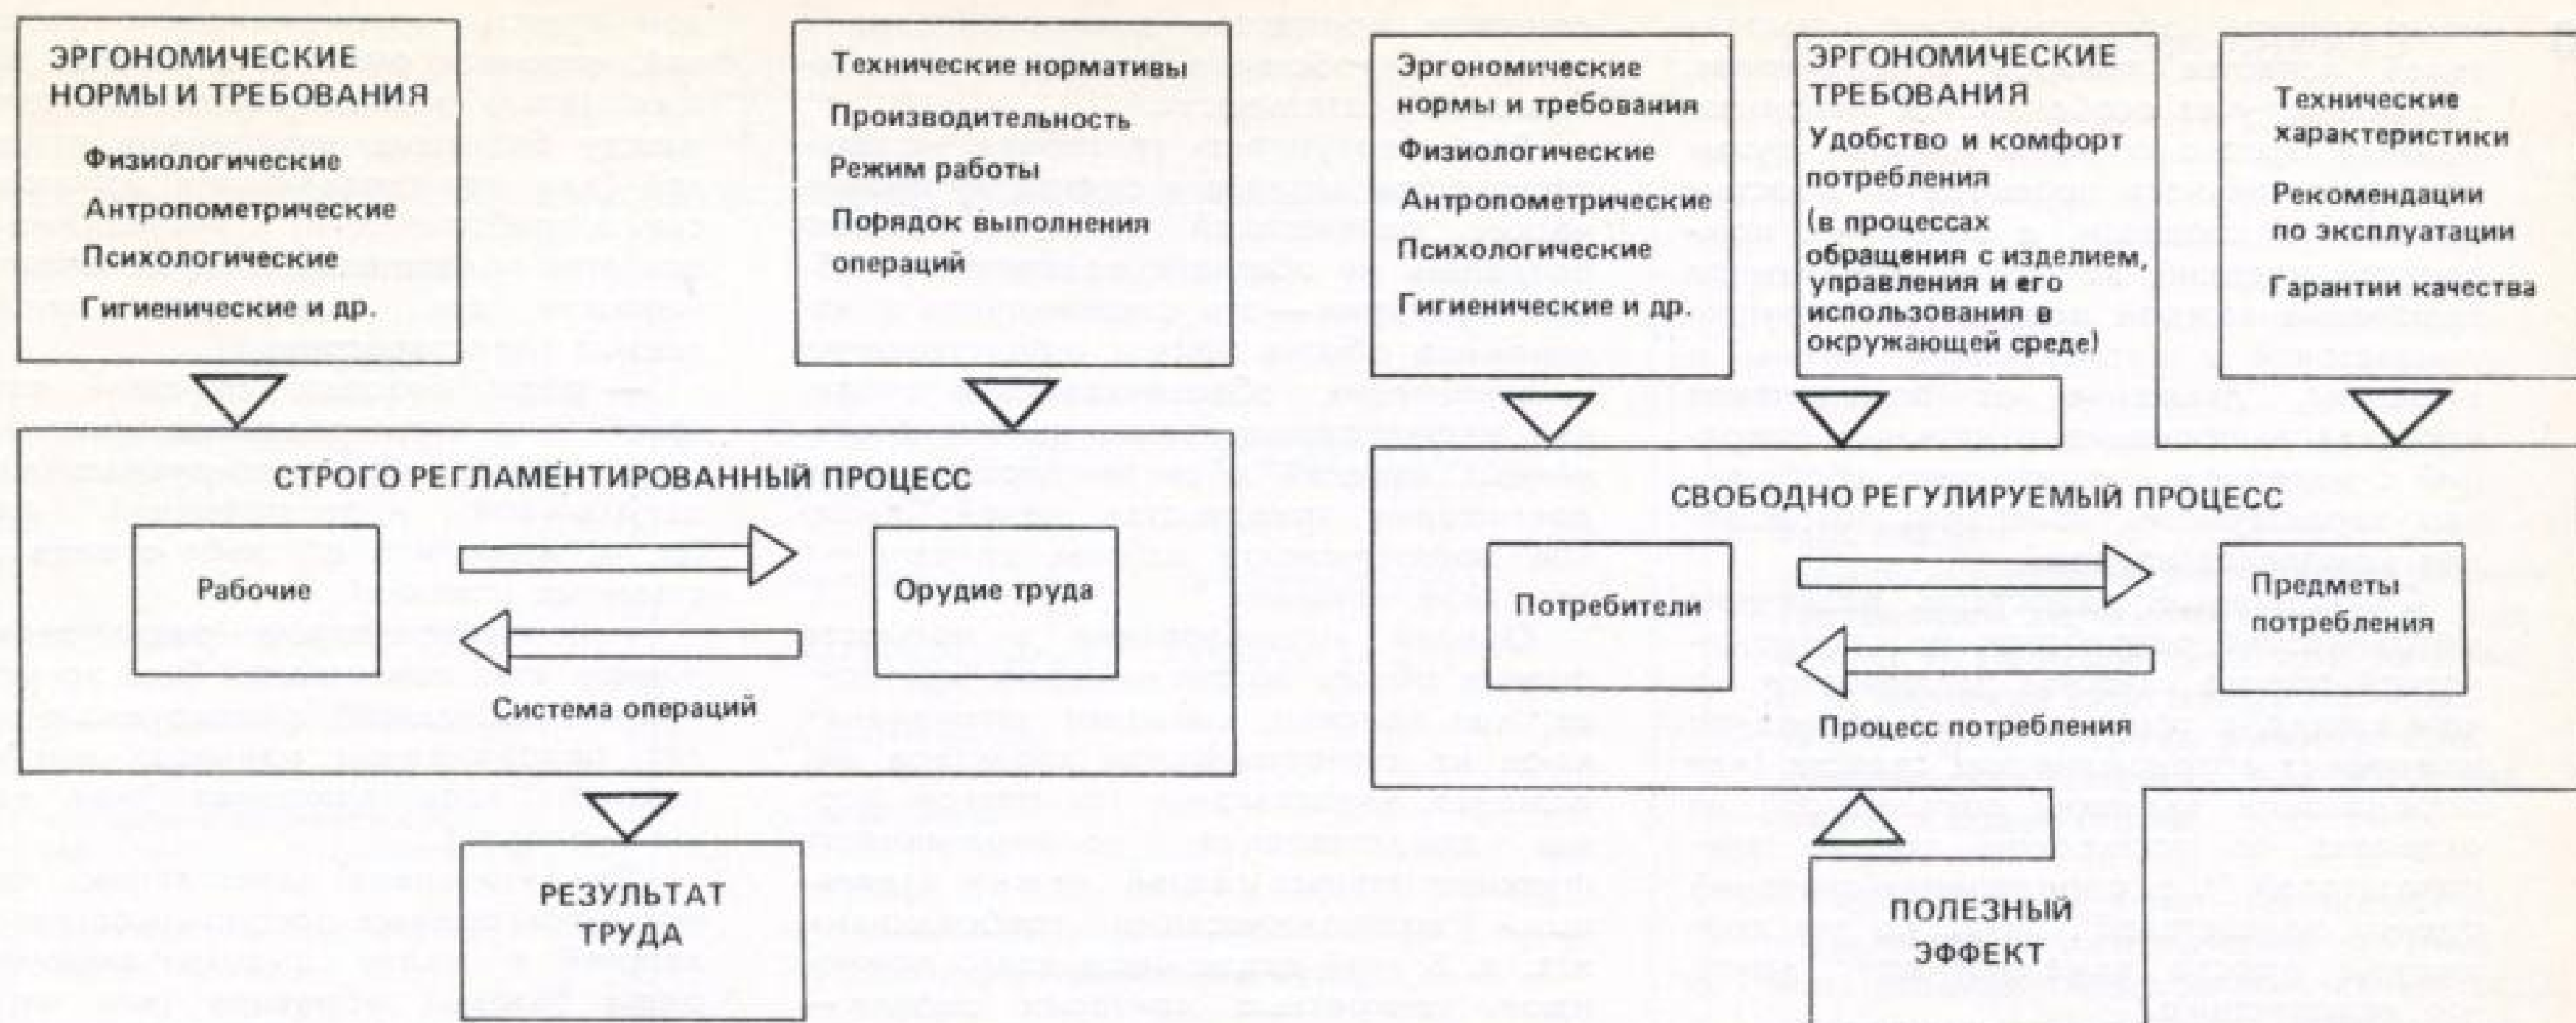 ЭРГОНОМИЧЕСКИЕ
НОРМЫ И ТРЕБОВАНИЯ
Физиологические
Антропометрические
Психологические
Гигиенические и др.
Технические нормативы
Производительность
Режим работы
Порядок выполнения
операций
СТРОГО РЕГЛАМЕНТИРОВАННЫЙ ПРОЦЕСС
Рабочие
Орудие труда
Система операций
РЕЗУЛЬТАТ
ТРУДА
Эргономические
нормы и требования
Физиологические
Антропометрические
Психологические
Гигиенические и др.
ЭРГОНОМИЧЕСКИЕ
ТРЕБОВАНИЯ
Удобство и комфорт
потребления
(в процессах
обращения с изделием,
управления и его
использования в
окружающей среде)
Технические
характеристики
Рекомендации
по эксплуатации
Гарантии качества
СВОБОДНО РЕГУЛИРУЕМЫЙ ПРОЦЕСС
Потребители
Предметы
потребления
Процесс потребления
ПОЛЕЗНЫЙ
ЭФФЕКТ